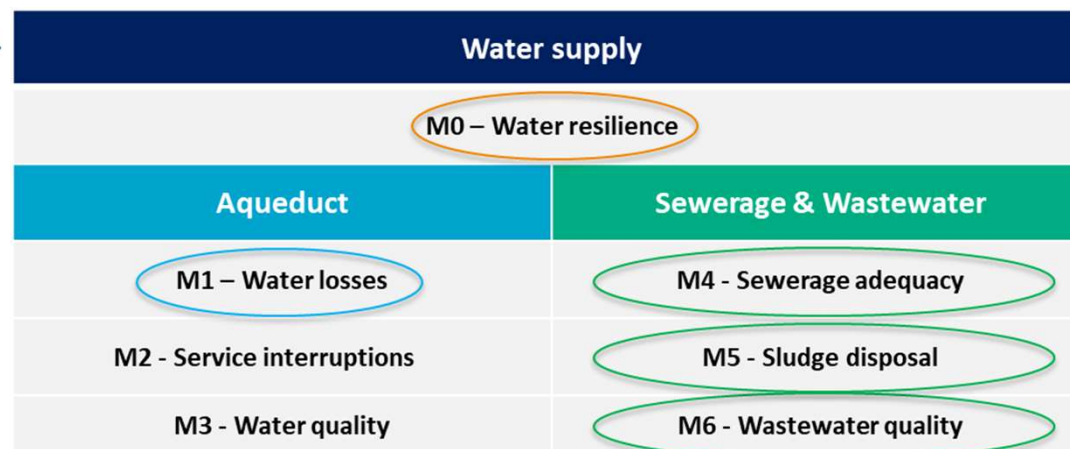 Water supply
M0 – Water resilience
Aqueduct
Sewerage & Wastewater
M1 – Water losses
M4 - Sewerage adequacy
M2 - Service interruptions
M5 - Sludge disposal
M3 - Water quality
M6 - Wastewater quality